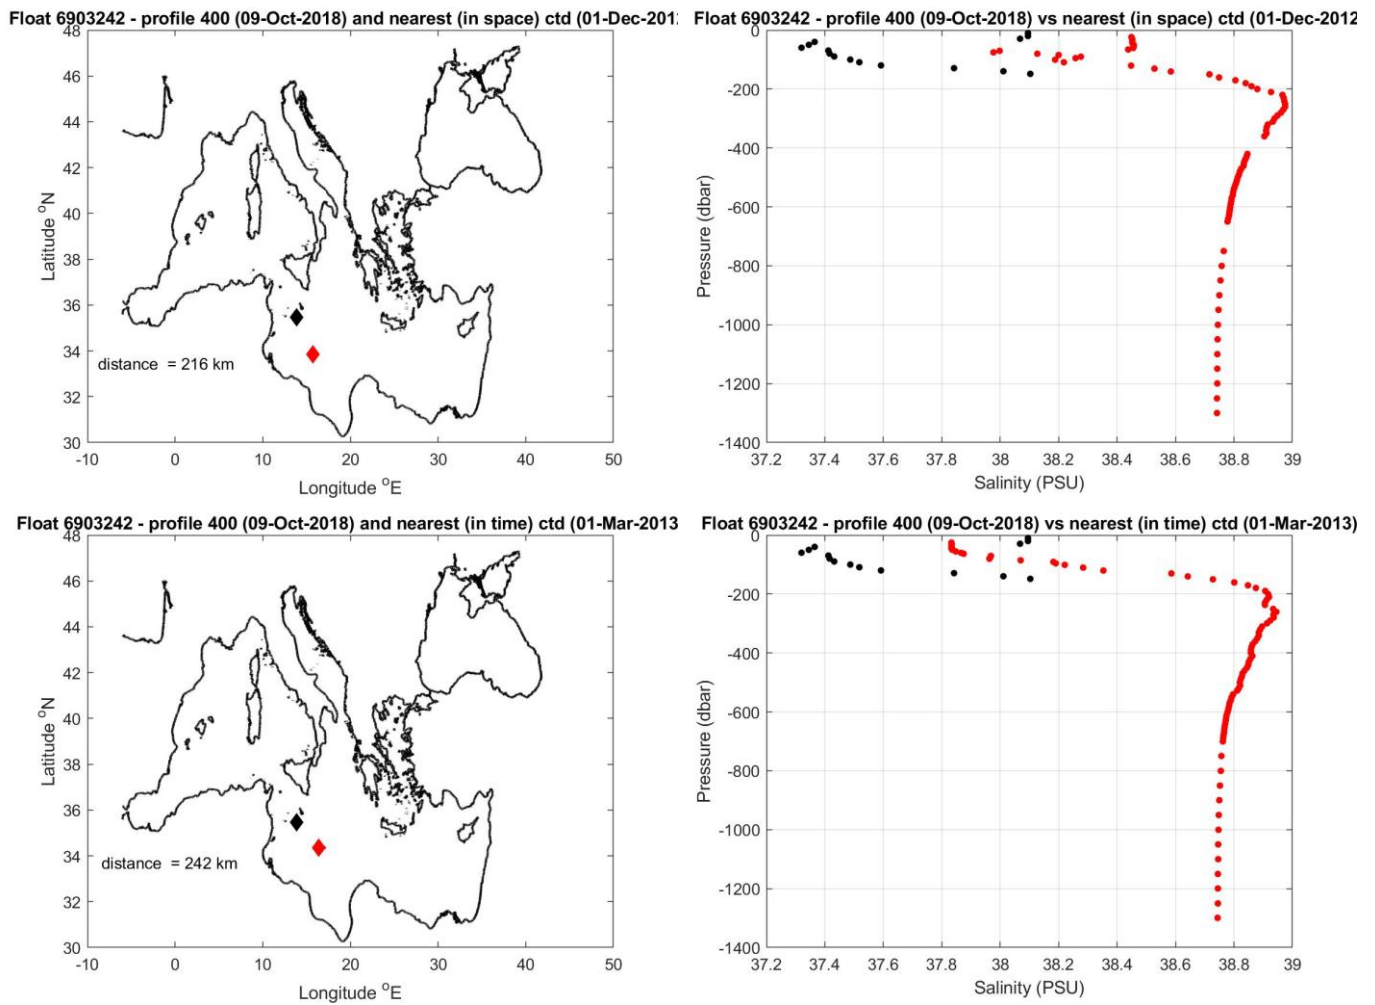 Float 6903242 - profile 400 (09-Oct-2018) and nearest (in space) ctd (01-Dec-201
48
46
44
42
40
38
36
34
32
30
Latitude °N
distance = 216 km
-10 0 10 20 30 40 50
Longitude °E
Float 6903242 - profile 400 (09-Oct-2018) vs nearest (in space) ctd (01-Dec-2012
0
-200
-400
-600
-800
-1000
-1200
-1400
Pressure (dbar)
37.2 37.4 37.6 37.8 38 38.2 38.4 38.6 38.8 39
Salinity (PSU)
Float 6903242 - profile 400 (09-Oct-2018) and nearest (in time) ctd (01-Mar-2013
48
46
44
42
40
38
36
34
32
30
Latitude °N
distance = 242 km
-10 0 10 20 30 40 50
Longitude °E
Float 6903242 - profile 400 (09-Oct-2018) vs nearest (in time) ctd (01-Mar-2013)
0
-200
-400
-600
-800
-1000
-1200
-1400
Pressure (dbar)
37.2 37.4 37.6 37.8 38 38.2 38.4 38.6 38.8 39
Salinity (PSU)